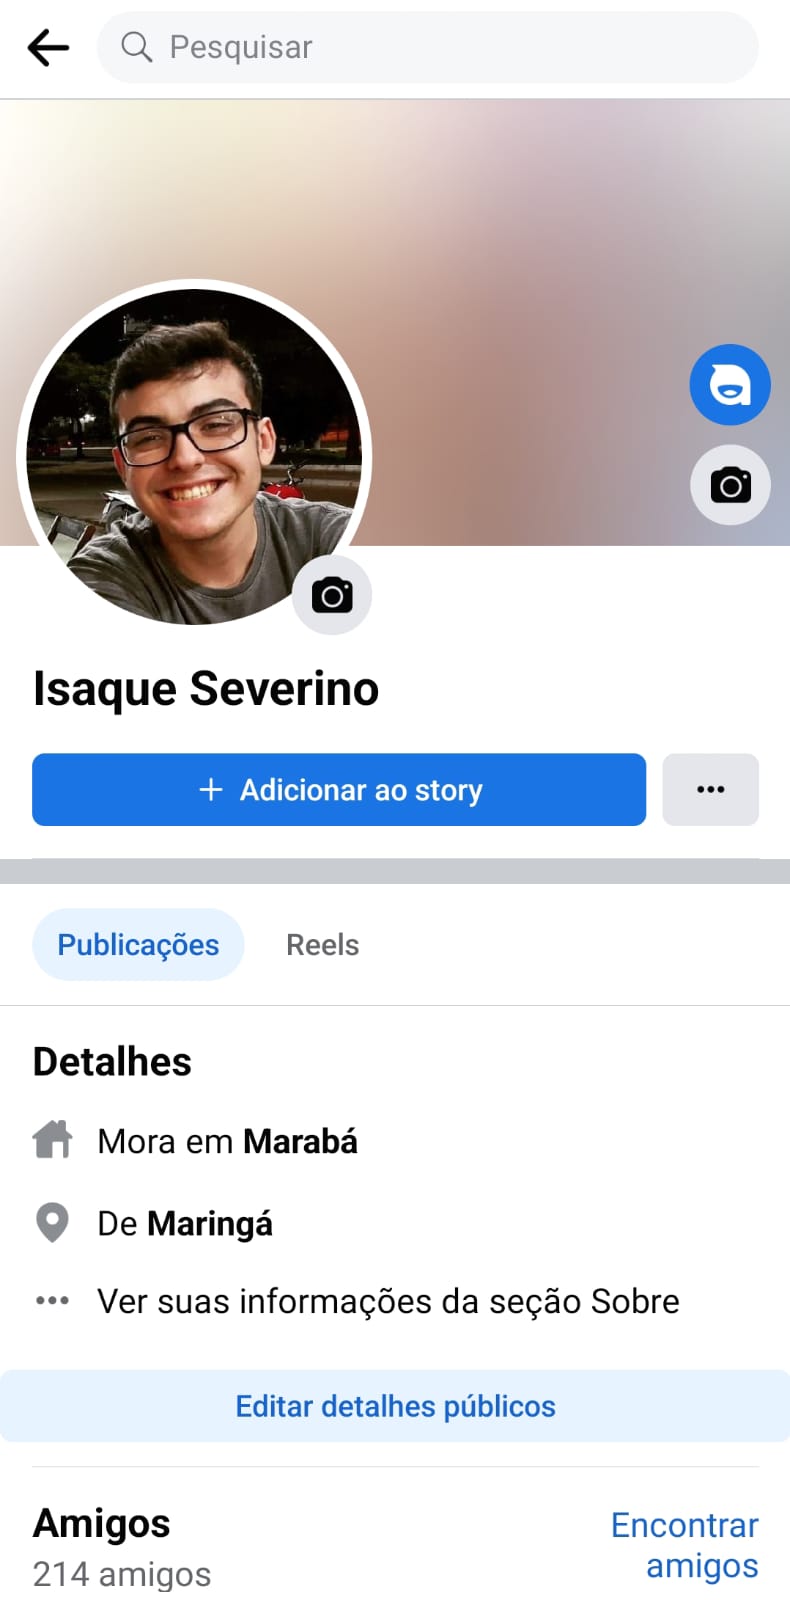 Pesquisar
Isaque Severino
+ Adicionar ao story
Publicações Reels
Detalhes
Mora em Marabá
De Maringá
Ver suas informações da seção Sobre
Editar detalhes públicos
Amigos
Encontrar
amigos
214 amigos